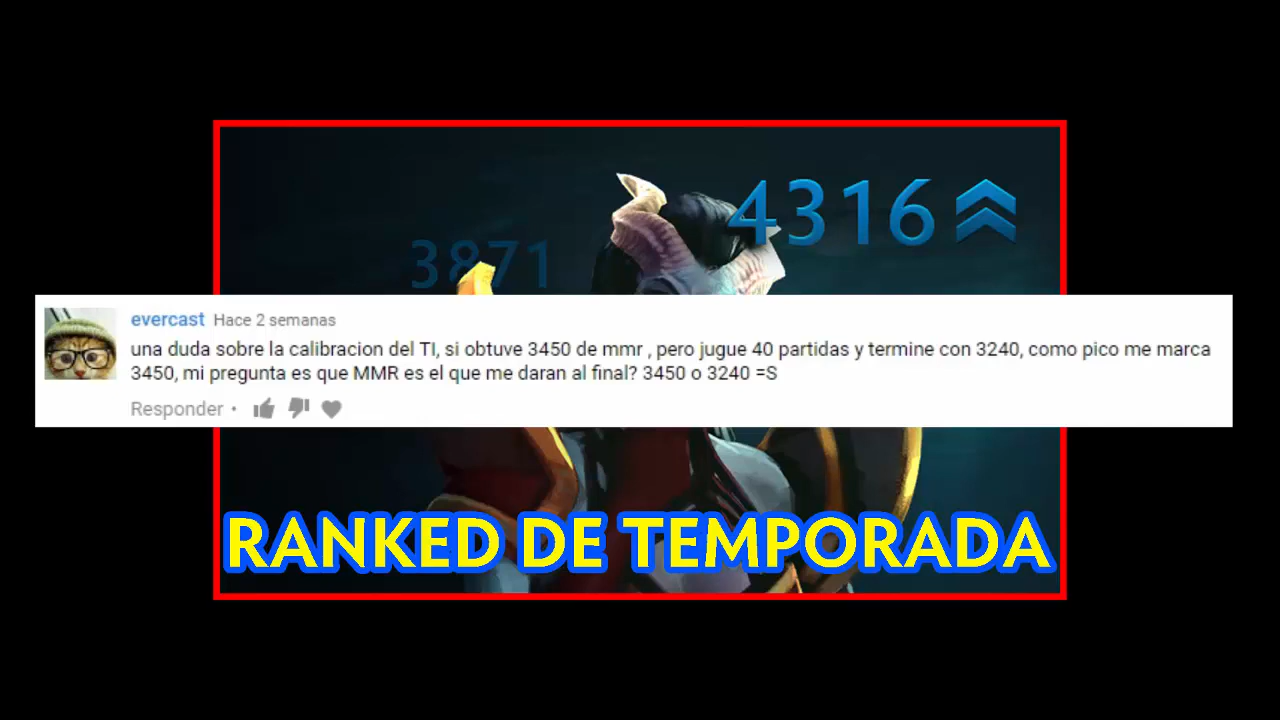 4316
3871
evercast Hace 2 semanas
una duda sobre la calibracion del TI, si obtuve 3450 de mmr , pero jugue 40 partidas y termine con 3240, como pico me marca
3450, mi pregunta es que MMR es el que me daran al final? 3450 o 3240 =S
Responder •
RANKED DE TEMPORADA